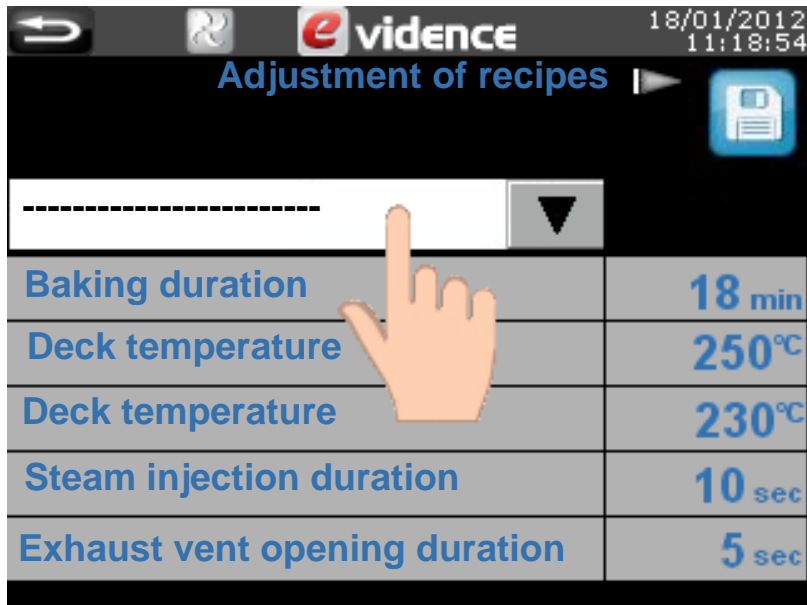 evidence 18/01/2012
11:18:54
Adjustment of recipes
------------------------
Baking duration 18 min
Deck temperature 250°C
Deck temperature 230°C
Steam injection duration 10 sec
Exhaust vent opening duration 5 sec